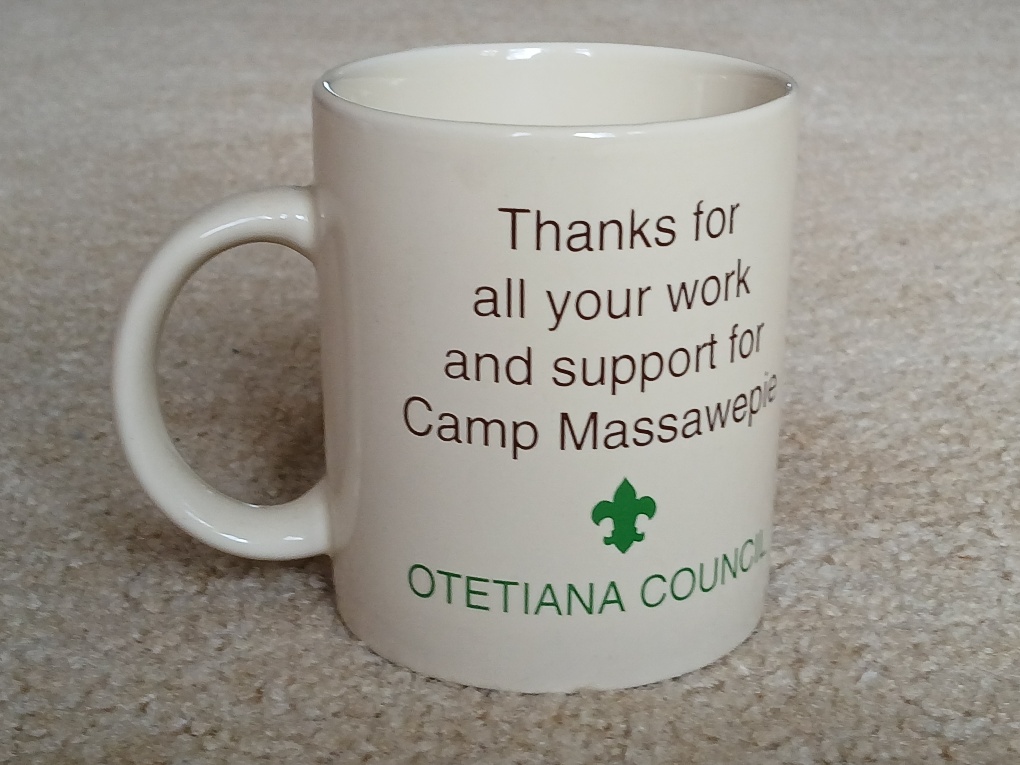 Thanks for
all your work
and support for
Camp Massawepie
OTETIANA COUNCIL